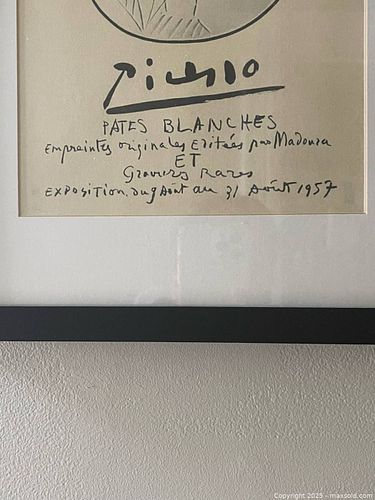 Picasso
PATES BLANCHES
Empreintes originales Editées par Madoura
ET
Gravures Rares
EXPOSITION. du 9 Aout au 31 Août 1957
Copyright 2025 - maxsold.com